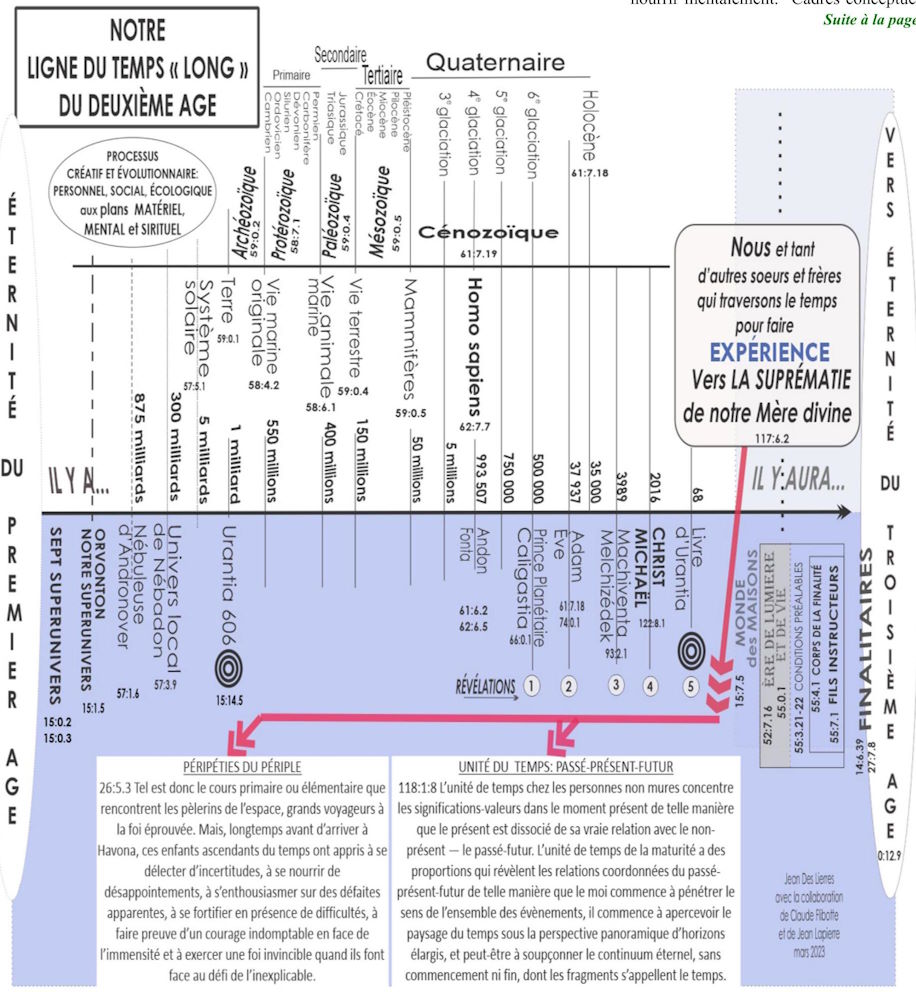 nourrir mentalement.
Suite à la page
NOTRE
LIGNE DU TEMPS « LONG »
DU DEUXIÈME AGE
PROCESSUS
CRÉATIF ET ÉVOLUTIONNAIRE:
PERSONNEL, SOCIAL, ÉCOLOGIQUE
aux plans MATÉRIEL,
MENTAL et SIRITUEL
Primaire
Secondaire
Tertiaire
Quaternaire
Cambrien
Ordovicien
Silurien
Dévonien
Carbonifère
Permien
Triasique
Jurassique
Crétocé
Éocène
Miocène
Pliocène
Pléistocène
3e glaciation
4e glaciation
5e glaciation
6e glaciation
Holocène
61:7.18
Archéozoïque
59:0.2
Protérozoïque
58:7.1
Paléozoïque
59:0.4
Mésozoïque
59:0.5
Cénozoïque
61:7.19
Système
solaire
57:5.1
Terre
59:0.1
Vie marine
originale
58:4.2
Vie animale
marine
58:6.1
Vie terrestre
59:0.4
Mammifères
59:0.5
Homo sapiens
62:7.7
Nous et tant
d'autres soeurs et frères
qui traversons le temps
pour faire
EXPÉRIENCE
Vers LA SUPRÉMATIE
de notre Mère divine
117:6.2
IL Y A...
875 milliards
300 milliards
5 milliards
1 milliard
550 millions
400 millions
150 millions
50 millions
5 millions
993 507
750 000
500.000
37 937
35 000
3989
2016
68
IL Y AURA...
ÉTERNITÉ DU PREMIER AGE
VERS ÉTERNITÉ DU TROISIÈME AGE
0:12.9
SEPT SUPERUNIVERS
15:0.2
15:0.3
ORVONTON
NOTRE SUPERUNIVERS
15:1.5
Nébuleuse
d'Andronover
57:1.6
Univers local
de Nébadon
57:3.9
Urantia 606
15:14.5
Andon
Fonta
61:6.2
62:6.5
Prince Planétaire
Caligastia
66:0.1
Adam
Eve
61:7.18
74:0.1
Machiventa
Melchizédek
93:2.1
CHRIST
MICHAËL
122:8.1
Livre
d'Urantia
RÉVÉLATIONS
1
2
3
4
5
MONDE
des MAISONS
15:7.5
ÈRE DE LUMIERE
ET DE VIE
52:7.16
55.0.1
55:3.21-22 CONDITIONS PRÉALABLES
55:4.1 CORPS DE LA FINALITÉ
55:7.1 FILS INSTRUCTEURS
FINALITAIRES
14:6.39
27:7.8
PÉRIPÉTIES DU PÉRIPLE
26:5.3 Tel est donc le cours primaire ou élémentaire que
rencontrent les pèlerins de l'espace, grands voyageurs à
la foi éprouvée. Mais, longtemps avant d'arriver à
Havona, ces enfants ascendants du temps ont appris à se
délecter d'incertitudes, à se nourrir de
désappointements, à s'enthousiasmer sur des défaites
apparentes, à se fortifier en présence de difficultés, à
faire preuve d'un courage indomptable en face de
l'immensité et à exercer une foi invincible quand ils font
face au défi de l'inexplicable.
UNITÉ DU TEMPS: PASSÉ-PRÉSENT-FUTUR
118:1:8 L'unité de temps chez les personnes non mures concentre
les significations-valeurs dans le moment présent de telle manière
que le présent est dissocié de sa vraie relation avec le non-
présent — le passé-futur. L'unité de temps de la maturité a des
proportions qui révèlent les relations coordonnées du passé-
présent-futur de telle manière que le moi commence à pénétrer le
sens de l'ensemble des évènements, il commence à apercevoir le
paysage du temps sous la perspective panoramique d'horizons
élargis, et peut-être à soupçonner le continuum éternel, sans
commencement ni fin, dont les fragments s'appellent le temps.
Jean Des Lierres
avec la collaboration
de Claude Flibotte
et de Jean Lapierre
mars 2023